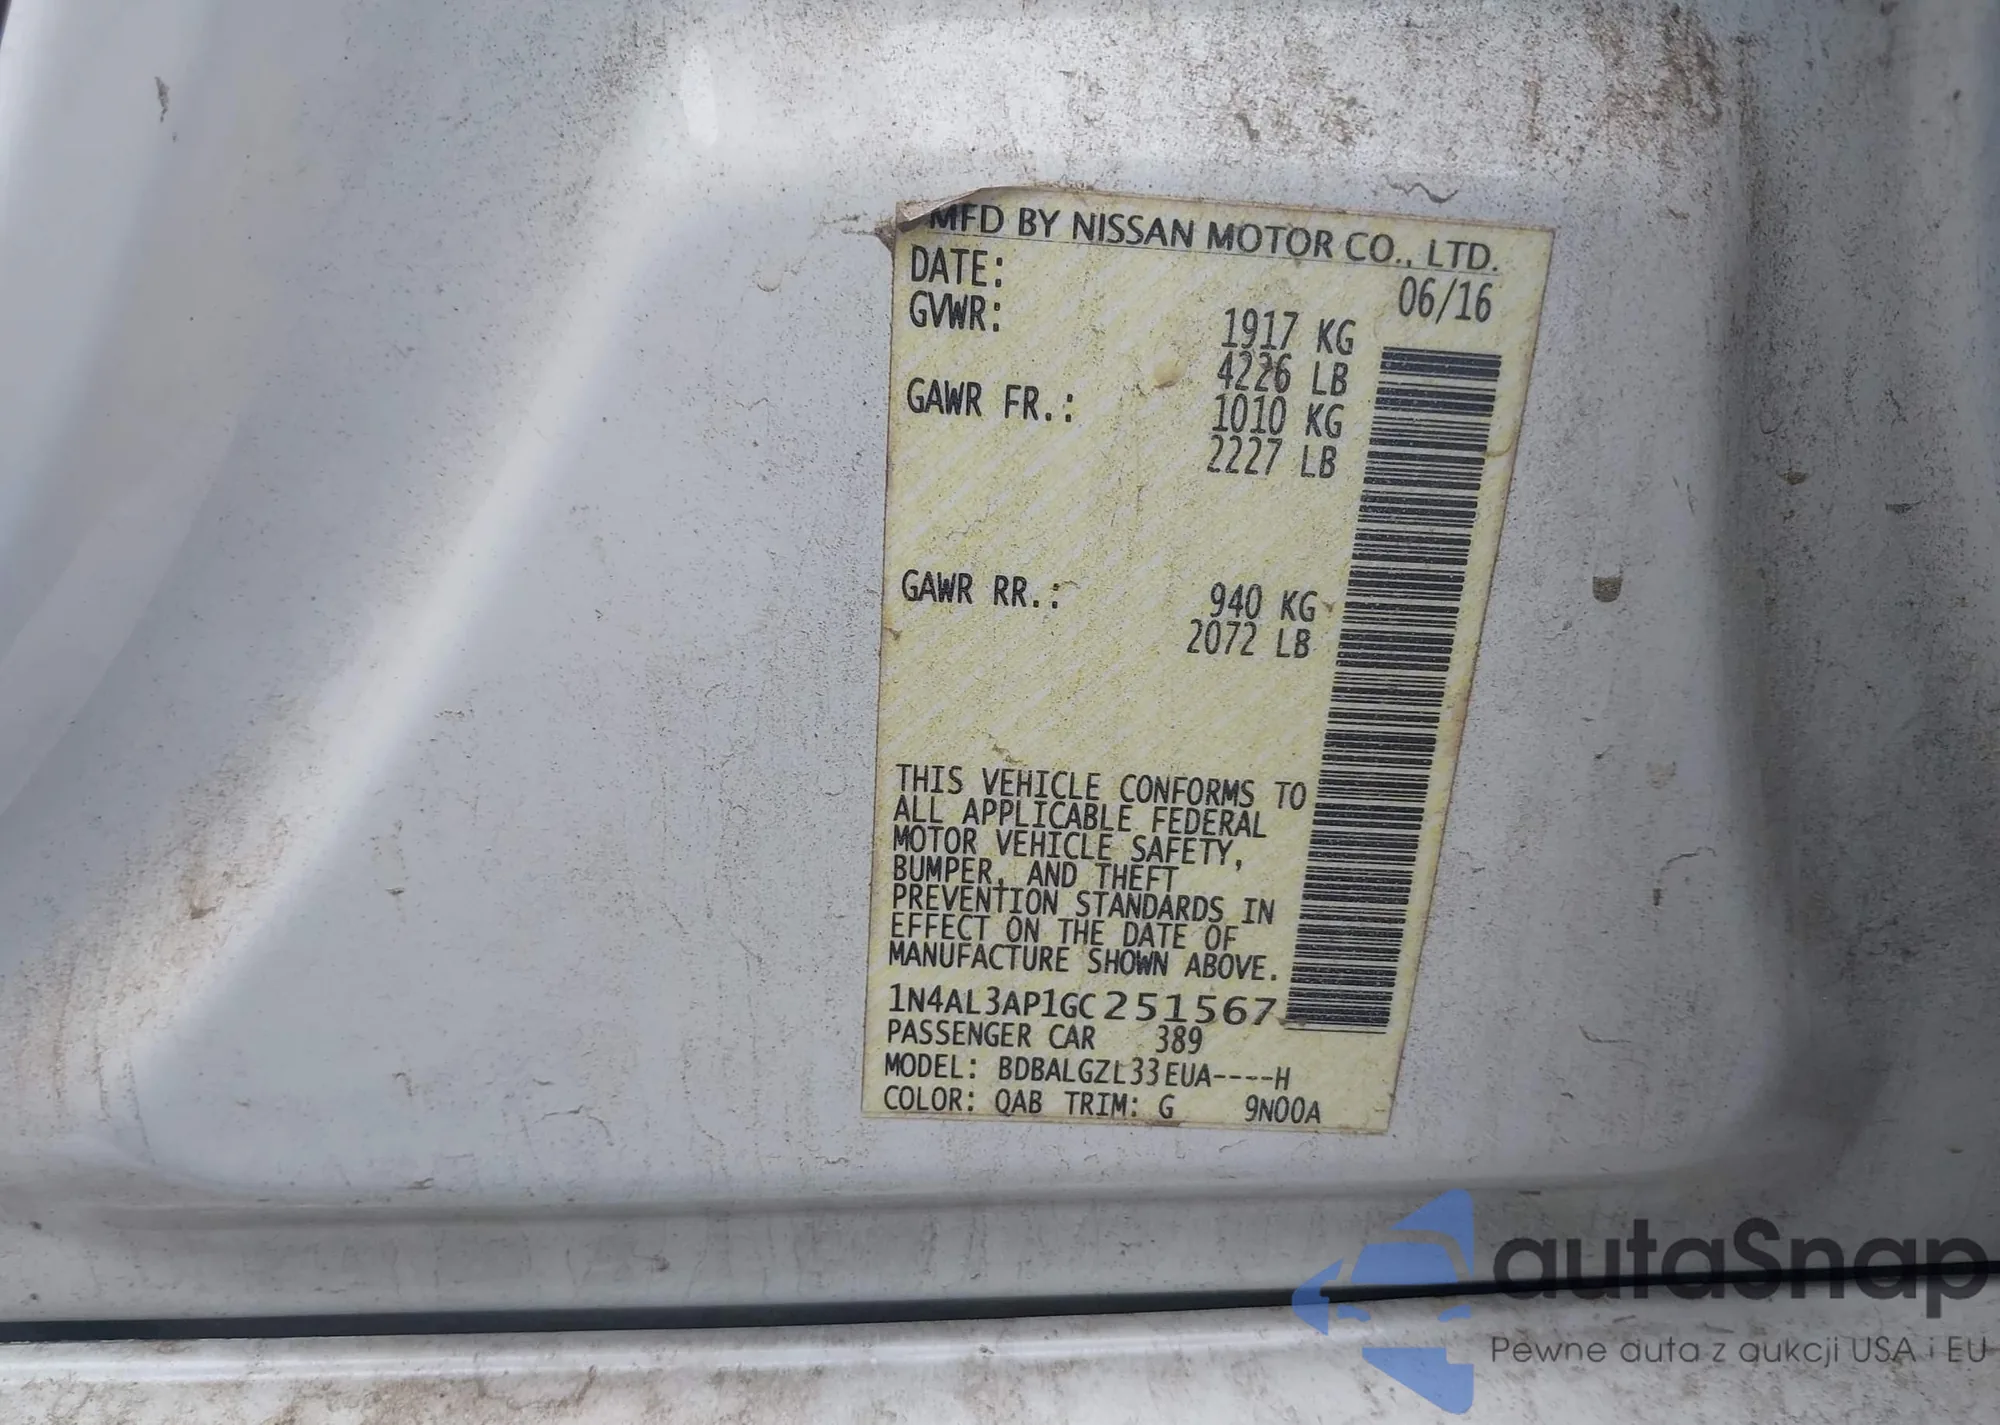 MFD BY NISSAN MOTOR CO., LTD.
DATE: 06/16
GVWR: 1917 KG
4226 LB
GAWR FR.: 1010 KG
2227 LB
GAWR RR.: 940 KG
2072 LB
THIS VEHICLE CONFORMS TO
ALL APPLICABLE FEDERAL
MOTOR VEHICLE SAFETY,
BUMPER, AND THEFT
PREVENTION STANDARDS IN
EFFECT ON THE DATE OF
MANUFACTURE SHOWN ABOVE.
1N4AL3AP1GC251567
PASSENGER CAR 389
MODEL: BDBALGZL33EUA----H
COLOR: QAB TRIM: G 9N00A
autaSnap
Pewne auta z aukcji USA i EU